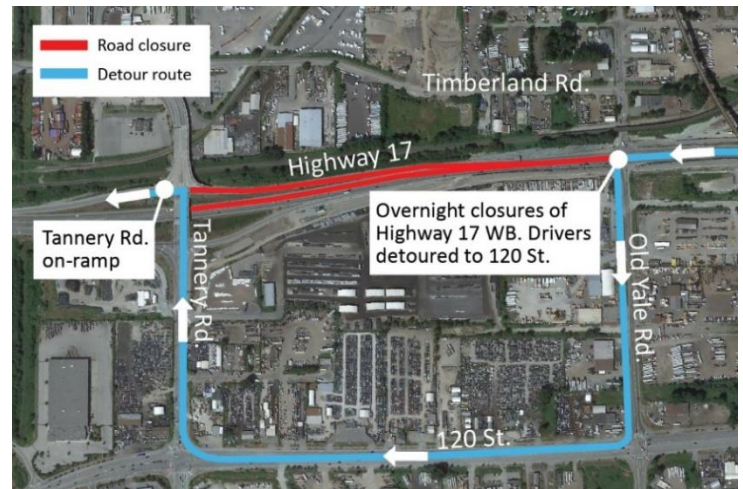 Road closure
Detour route
Timberland Rd.
Highway 17
Tannery Rd.
on-ramp
Overnight closures of
Highway 17 WB. Drivers
detoured to 120 St.
Tannery Rd.
Old Yale Rd.
120 St.